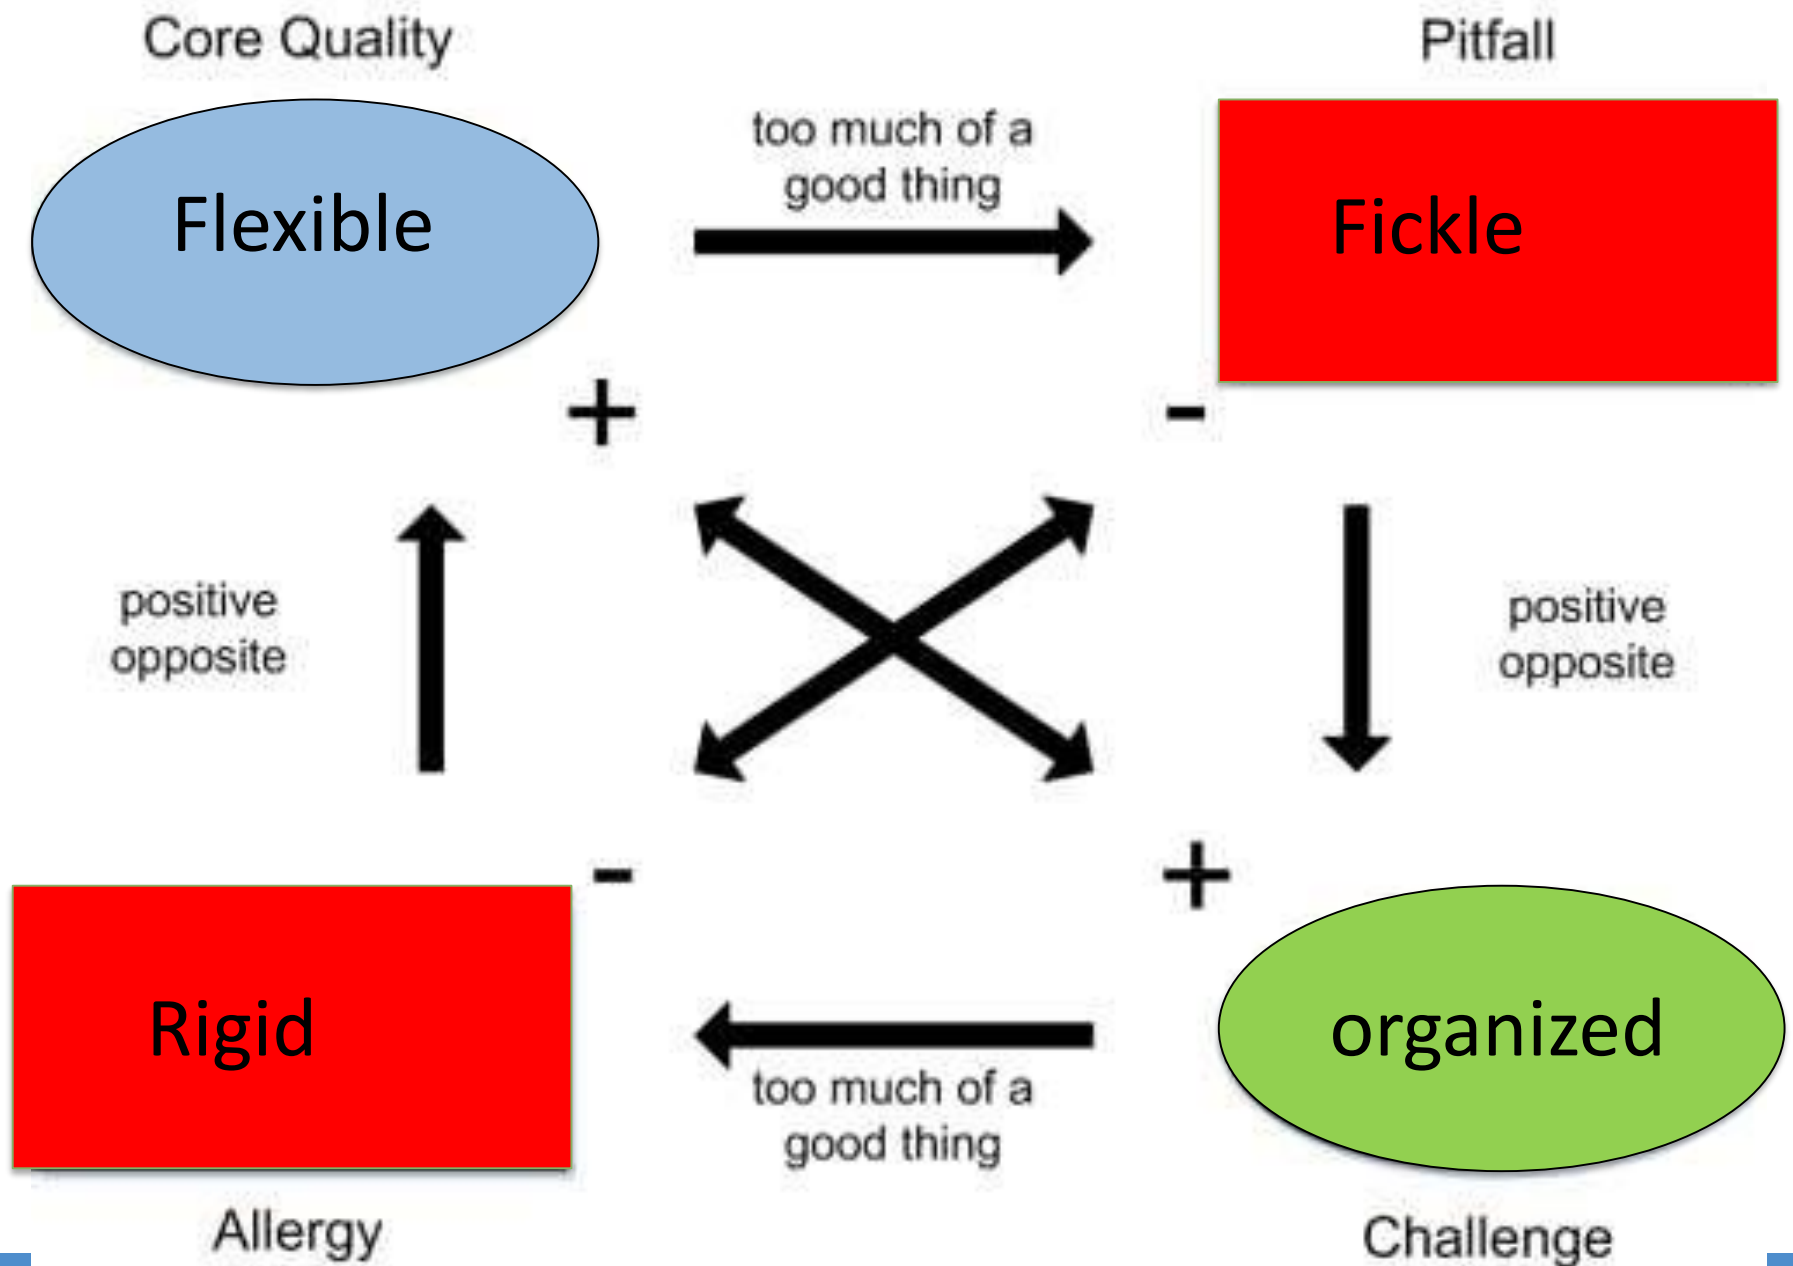 Core Quality
Pitfall
Flexible
too much of a
good thing
Fickle
+
-
positive
opposite
positive
opposite
-
+
Rigid
organized
too much of a
good thing
Allergy
Challenge